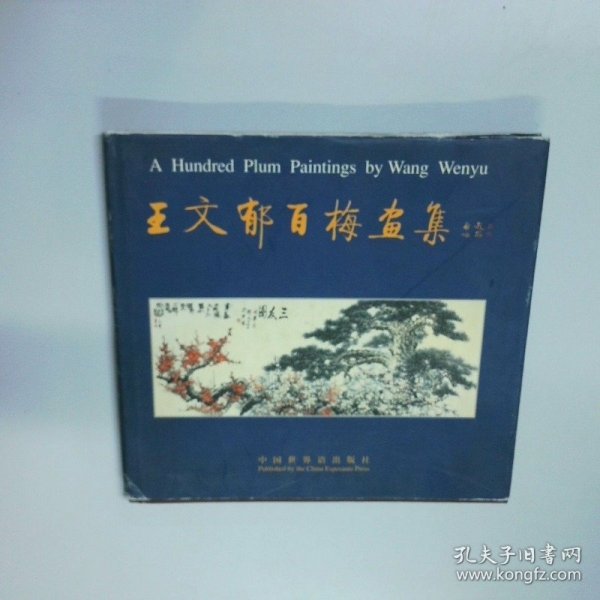 A Hundred Plum Paintings by Wang Wenyu
王文郁百梅画集
三友图
中国世界语出版社
Published by the China Esperanto Press
孔夫子旧书网
www.kongfz.com